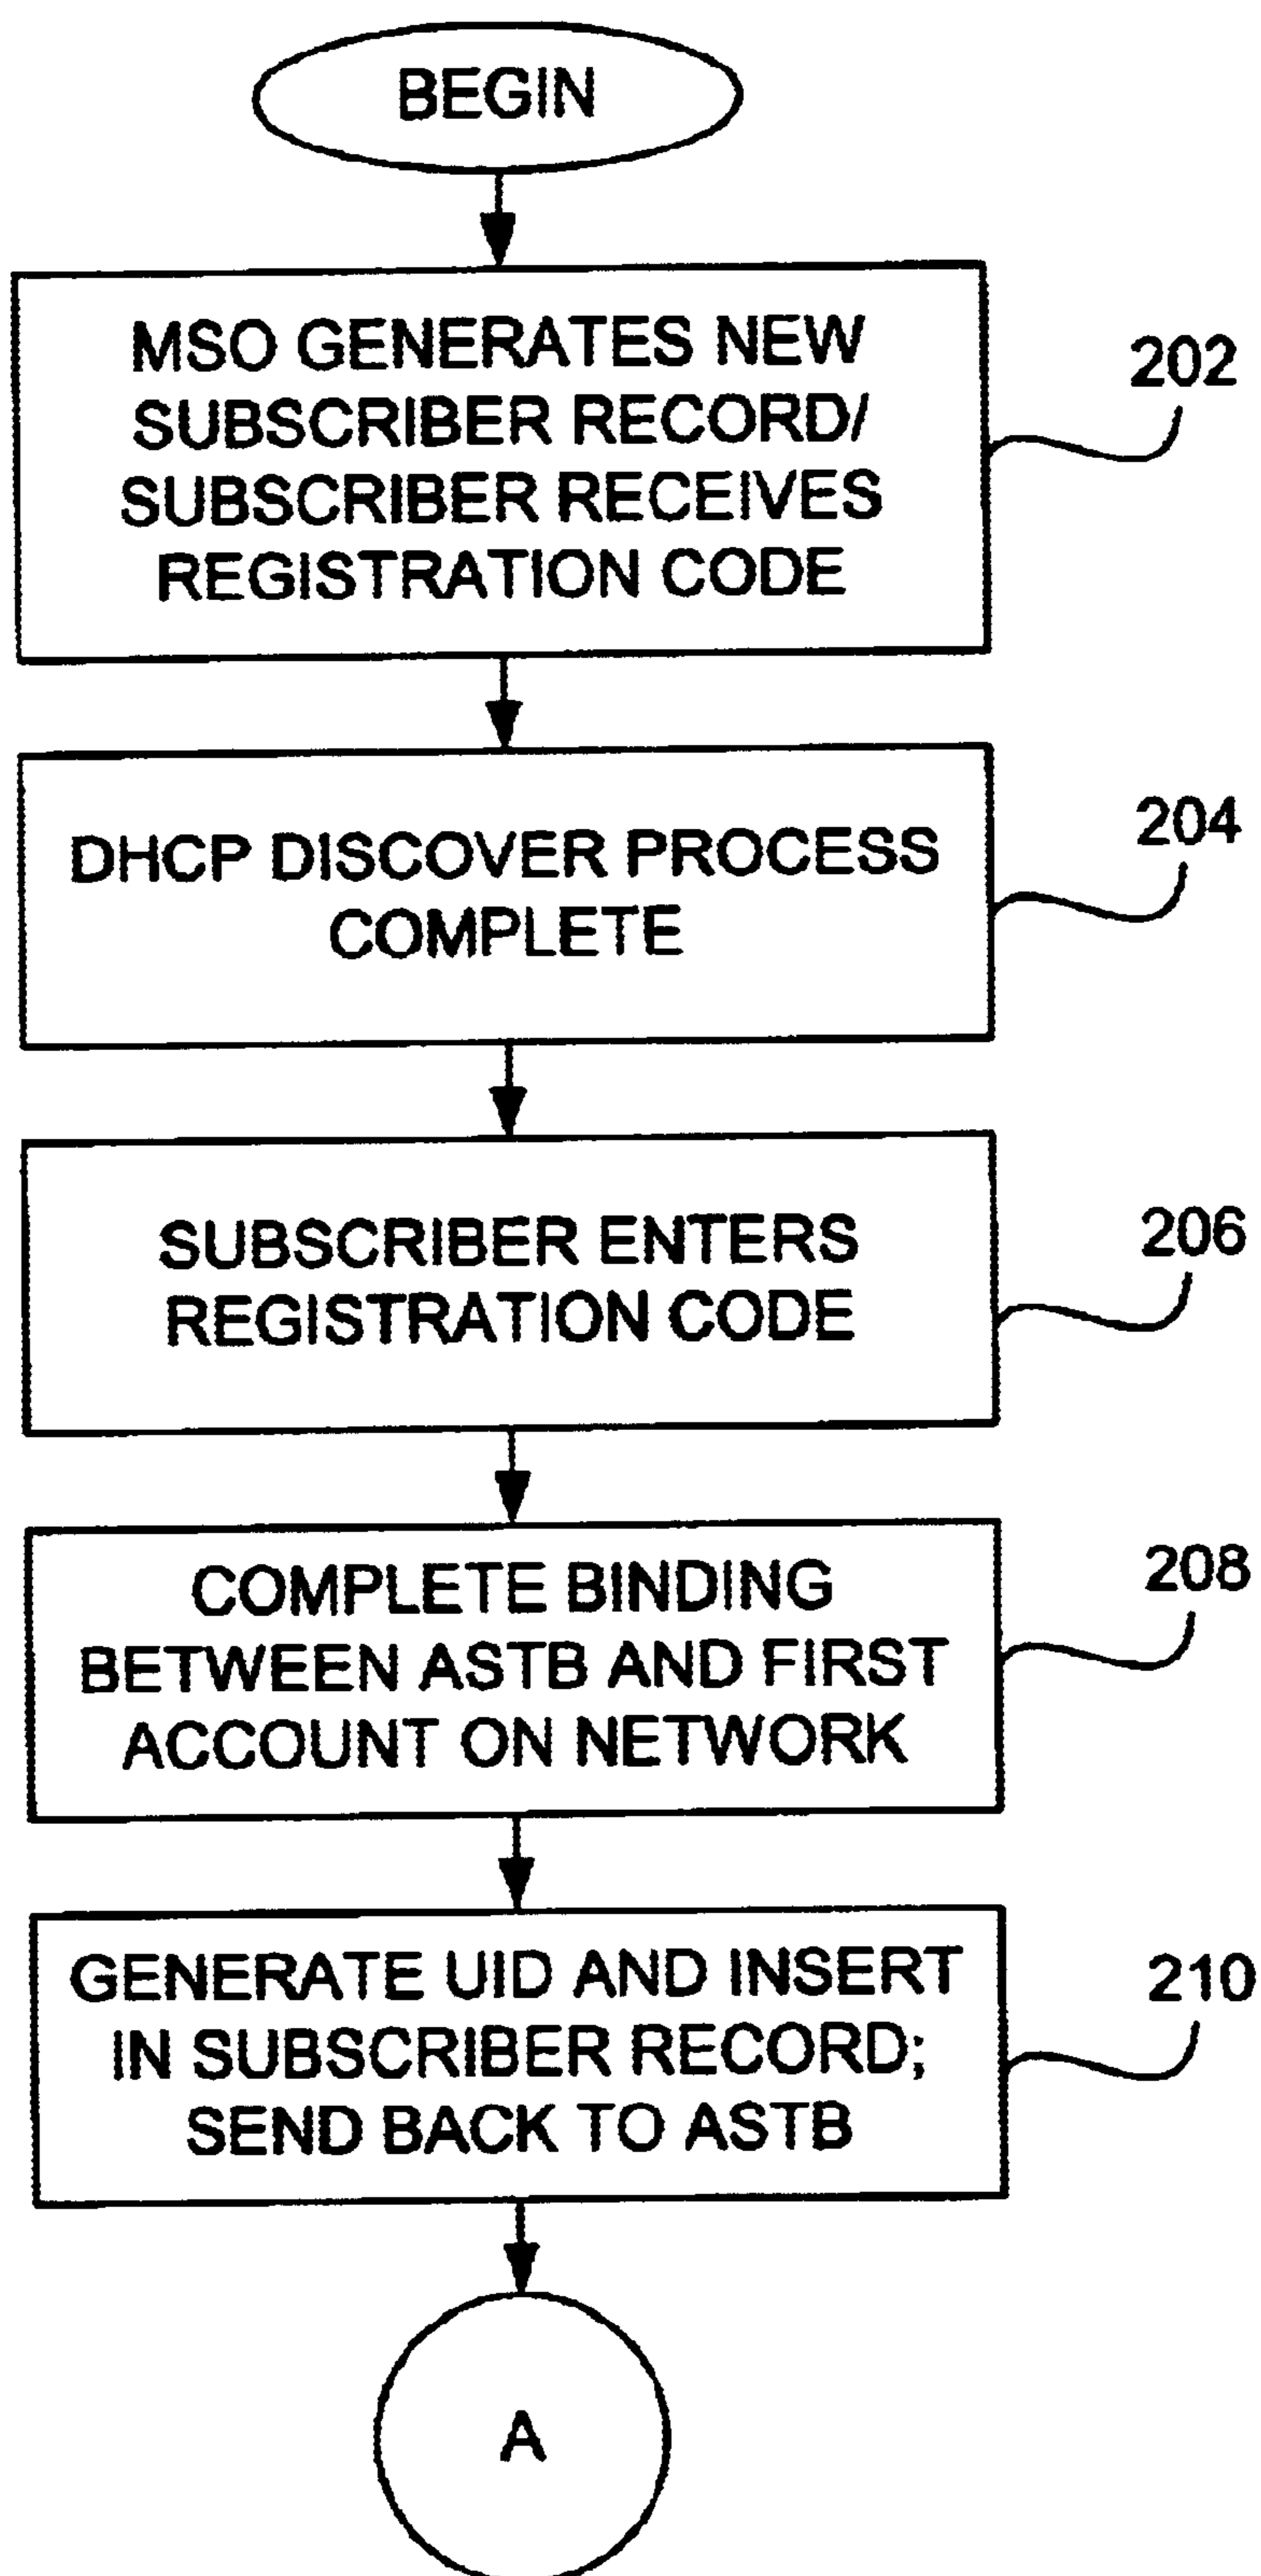 BEGIN
MSO GENERATES NEW
SUBSCRIBER RECORD/
SUBSCRIBER RECEIVES
REGISTRATION CODE
202
DHCP DISCOVER PROCESS
COMPLETE
204
SUBSCRIBER ENTERS
REGISTRATION CODE
206
COMPLETE BINDING
BETWEEN ASTB AND FIRST
ACCOUNT ON NETWORK
208
GENERATE UID AND INSERT
IN SUBSCRIBER RECORD;
SEND BACK TO ASTB
210
A